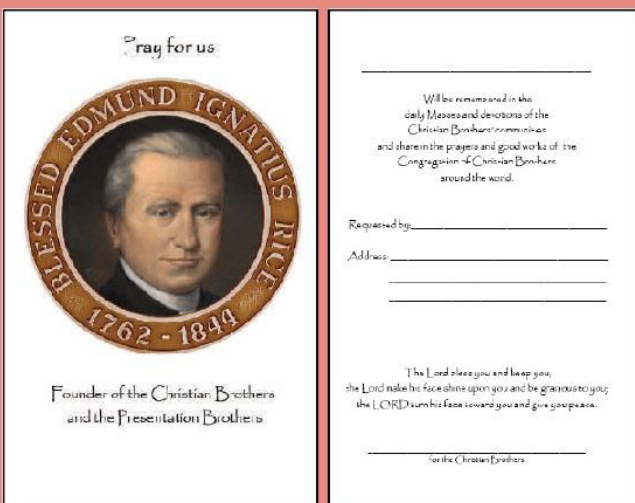 Pray for us
BLESSED EDMUND IGNATIUS RICE
1762 - 1844
Founder of the Christian Brothers
and the Presentation Brothers
Will be remembered in the
daily Masses and devotions of the
Christian Brothers' communities
and share in the prayers and good works of the
Congregation of Christian Brothers
around the world.
Requested by:
Address:
The Lord bless you and keep you;
the Lord make his face shine upon you and be gracious to you;
the LORD turn his face toward you and give you peace.
for the Christian Brothers